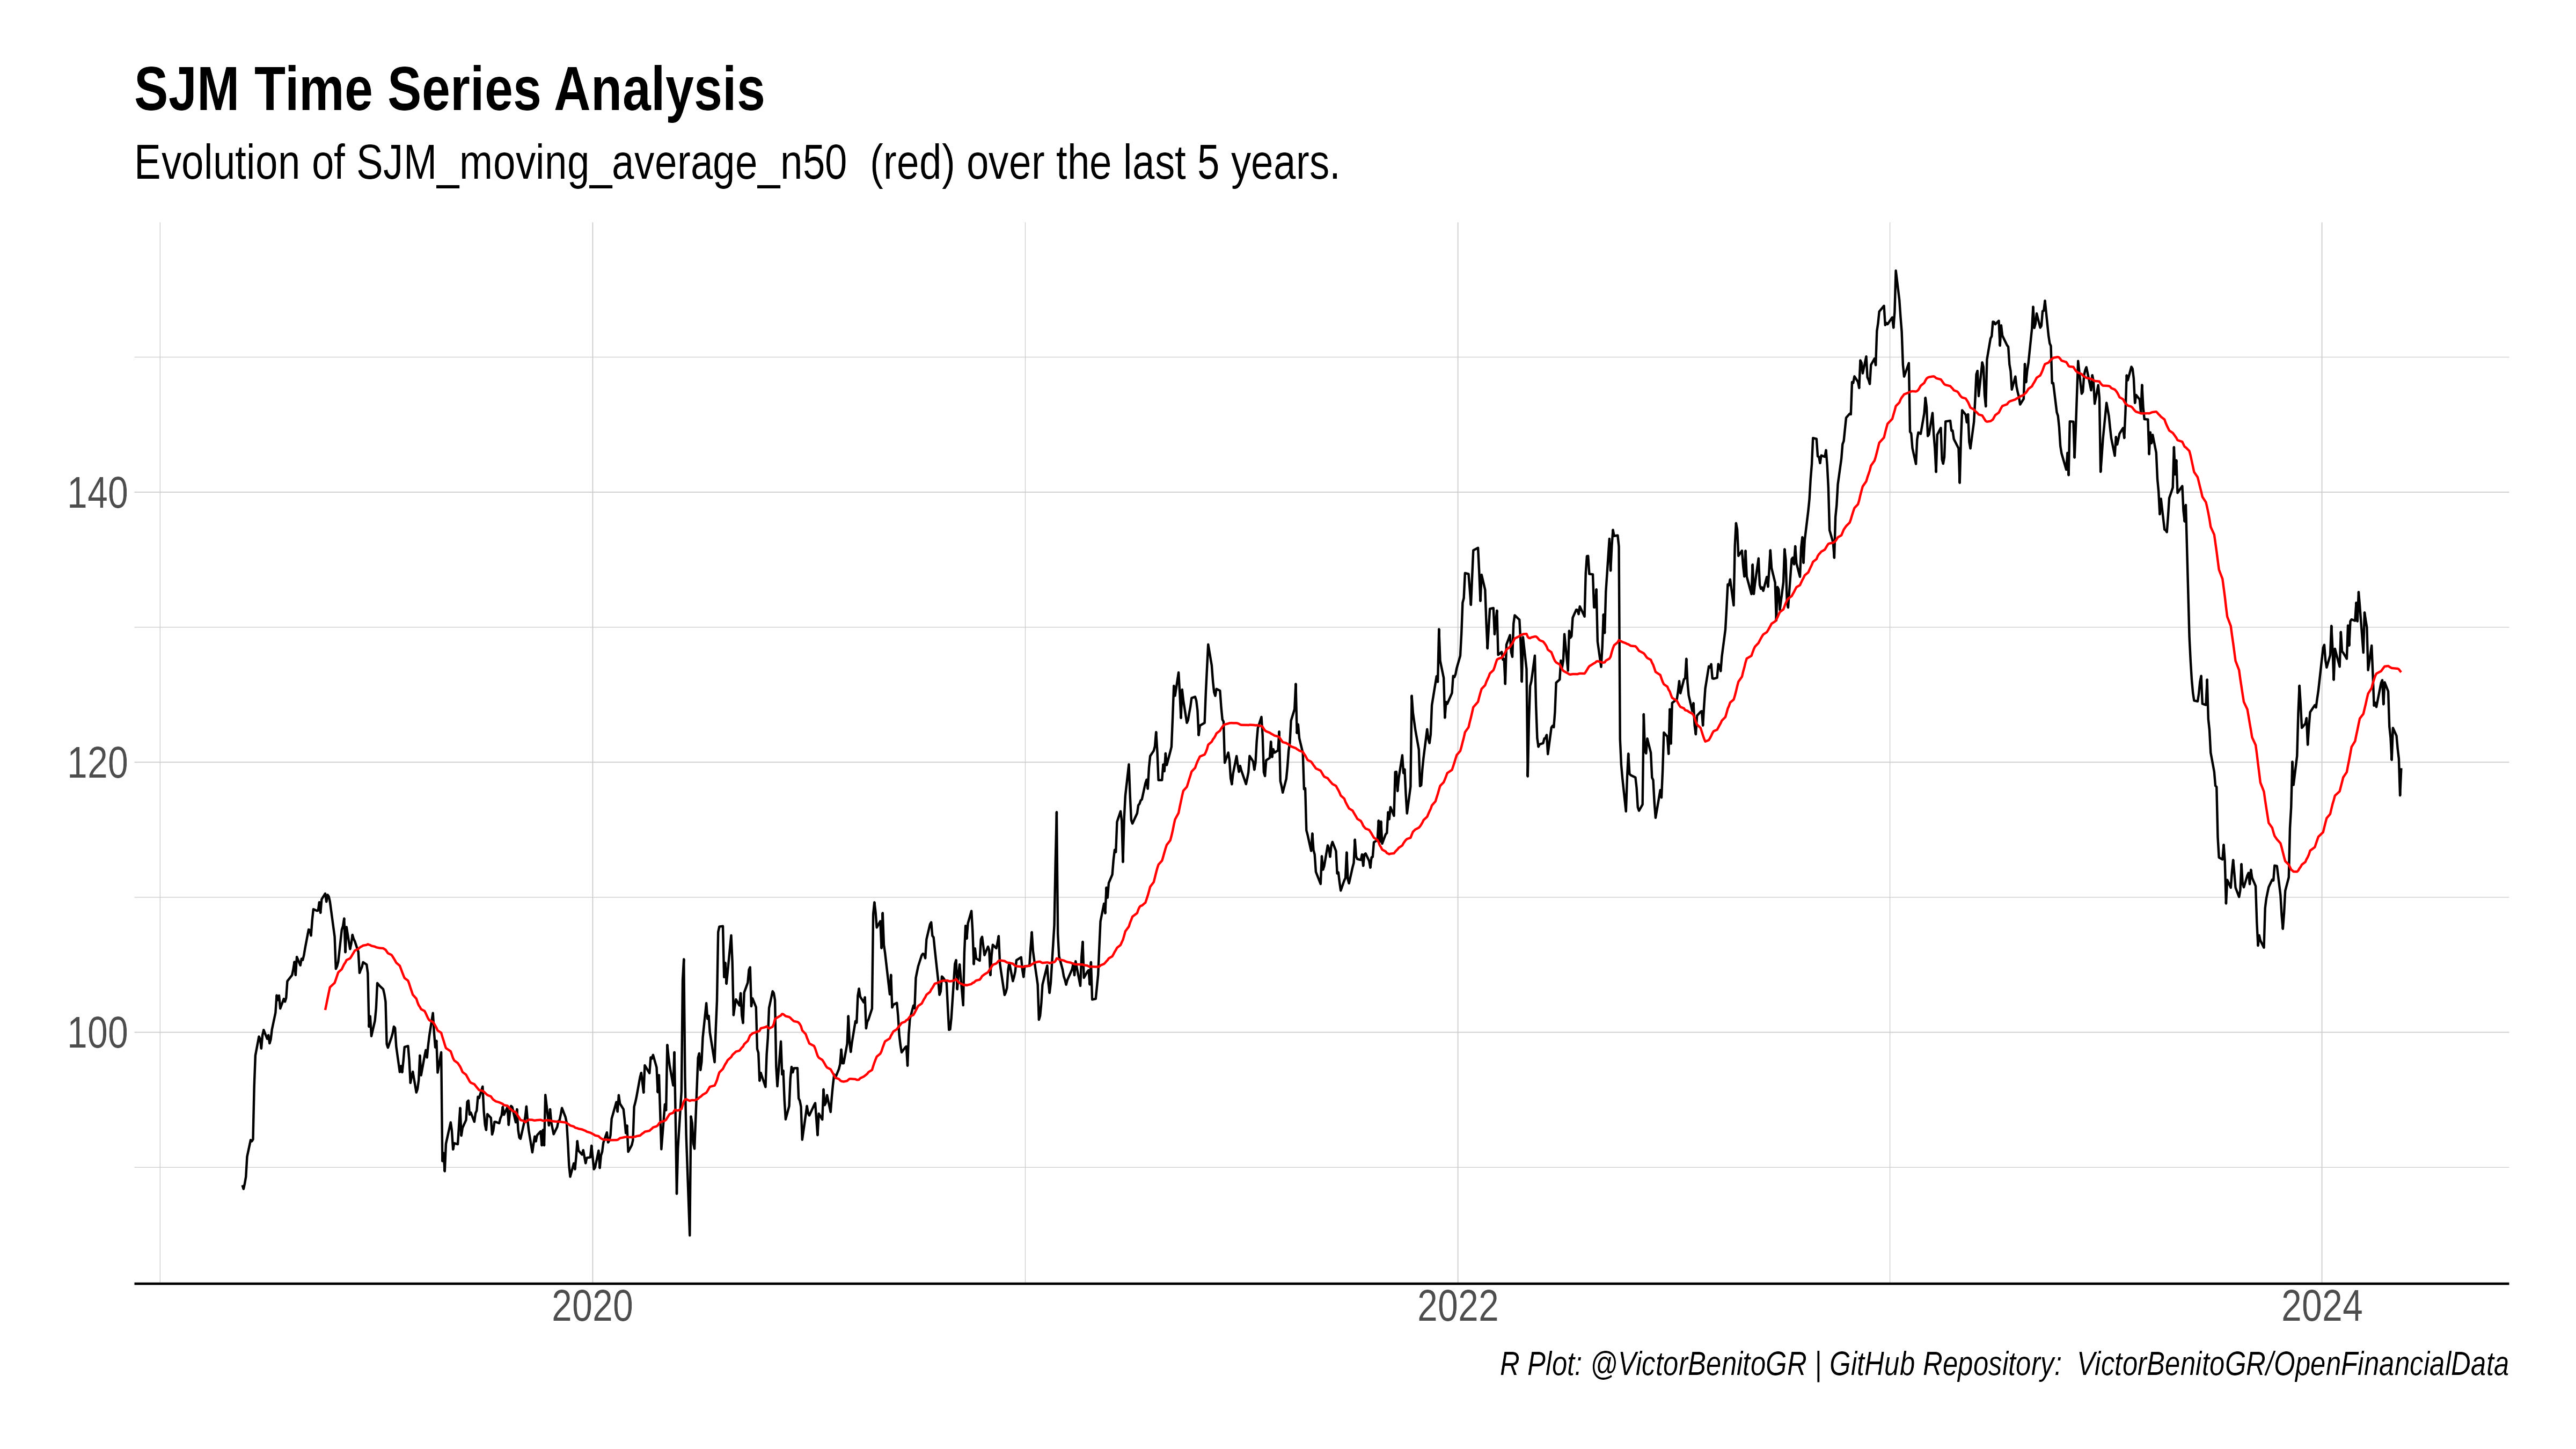 SJM Time Series Analysis
Evolution of SJM_moving_average_n50  (red) over the last 5 years.
140
120
100
2020 2022 2024
R Plot: @VictorBenitoGR | GitHub Repository:  VictorBenitoGR/OpenFinancialData